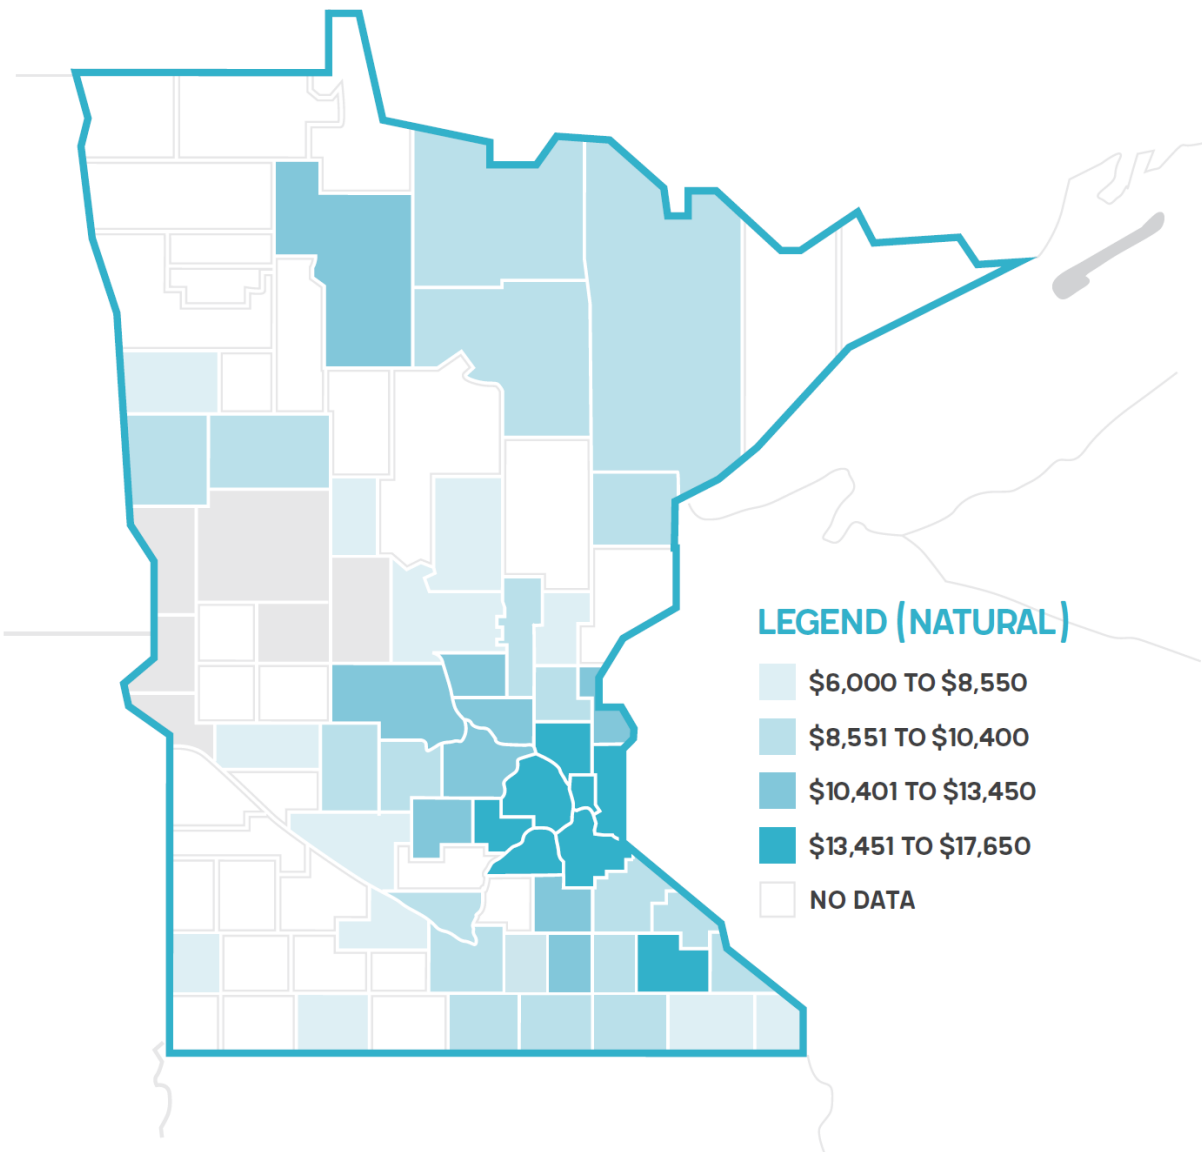 LEGEND (NATURAL)
$6,000 TO $8,550
$8,551 TO $10,400
$10,401 TO $13,450
$13,451 TO $17,650
NO DATA